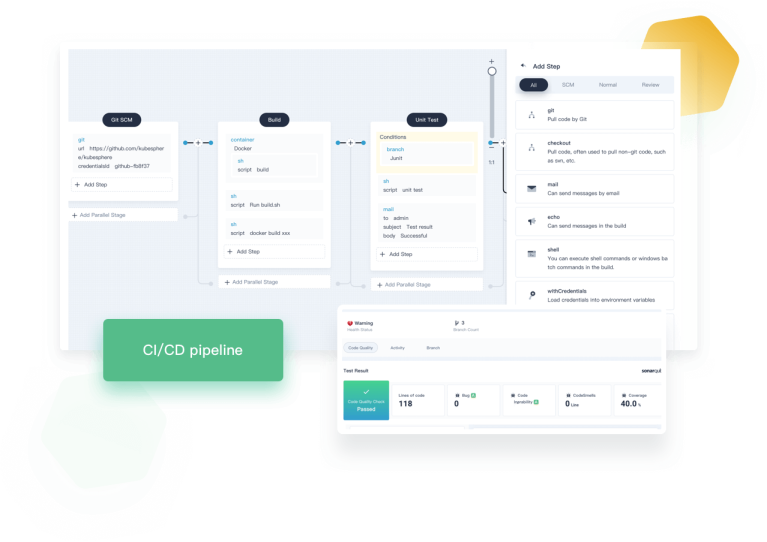 Git SCM
git
url https://github.com/kubespher
e/kubesphere
credentialsId github-fb8f37
+ Add Step
+ Add Parallel Stage
Build
container
Docker
sh
script build
sh
script Run build.sh
sh
script docker build xxx
+ Add Step
+ Add Parallel Stage
Unit Test
Conditions
branch
Junit
sh
script unit test
mail
to admin
subject Test result
body Successful
+ Add Step
+ Add Parallel Stage
1:1
Add Step
All SCM Normal Review
git
Pull code by Git
checkout
Pull code, often used to pull non-git code, such
as svn, etc.
mail
Can send messages by email
echo
Can send messages in the build
shell
You can execute shell commands or windows ba
tch commands in the build.
withCredentials
Load credentials into environment variables
CI/CD pipeline
Warning
Health Status
3
Branch Count
Code Quality Activity Branch
Test Result
Code Quality Check
Passed
Lines of code
118
Bug
0
Code
CodeSmells
0 Line
Coverage
40.0 %